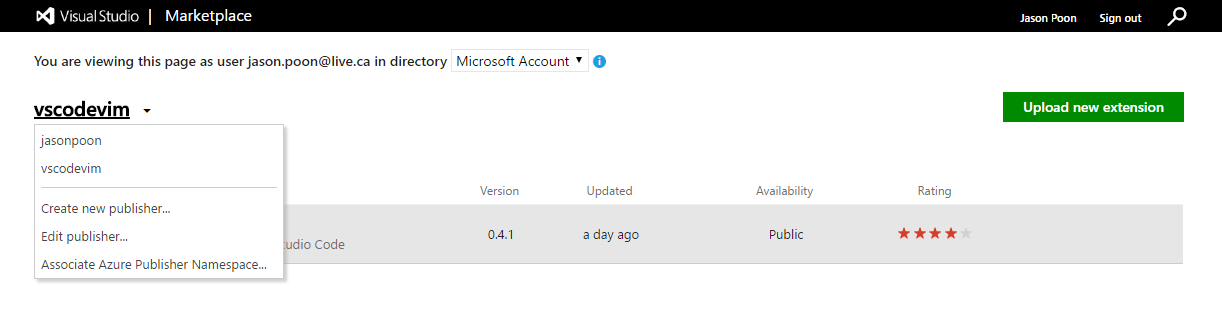 Visual Studio | Marketplace
Jason Poon Sign out
You are viewing this page as user jason.poon@live.ca in directory Microsoft Account
vscodevim
Upload new extension
jasonpoon
vscodevim
Create new publisher...
Edit publisher...
Associate Azure Publisher Namespace...
Version Updated Availability Rating
0.4.1 a day ago Public
Code